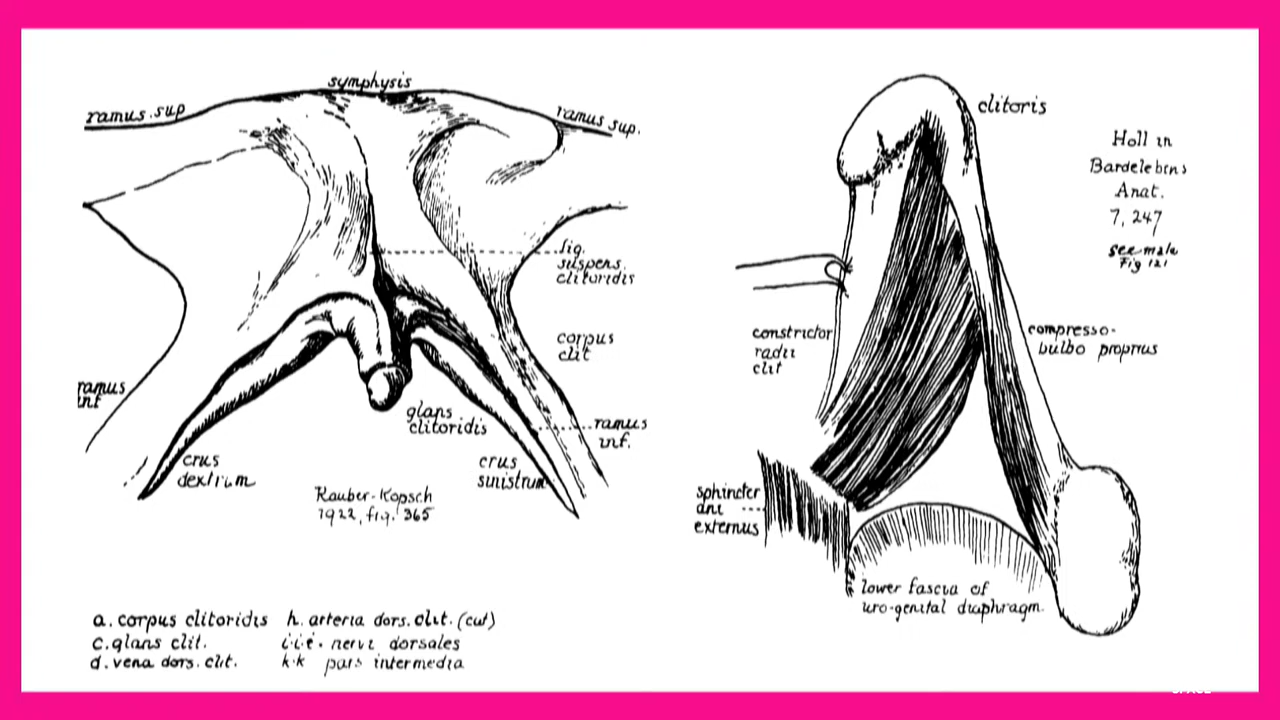 symphysis
ramus.sup
ramus sup.
lig.
suspens.
clitoridis
corpus
clit
ramus
inf
glans
clitoridis
ramus
inf.
crus
dextrum
crus
sinistrum
Rauber-Kopsch
1922, fig. 365
a. corpus clitoridis h. arteria dors. clit. (cut)
c. glans clit. i·i·i· nervi dorsales
d. vena dors. clit. k·k pars intermedia
clitoris
Holl in
Bardelebens
Anat.
7, 247
see male
Fig 121
constrictor
radii
clit
compresso-
bulbo proprius
sphincter
ani
externus
lower fascia of
uro-genital diaphragm.